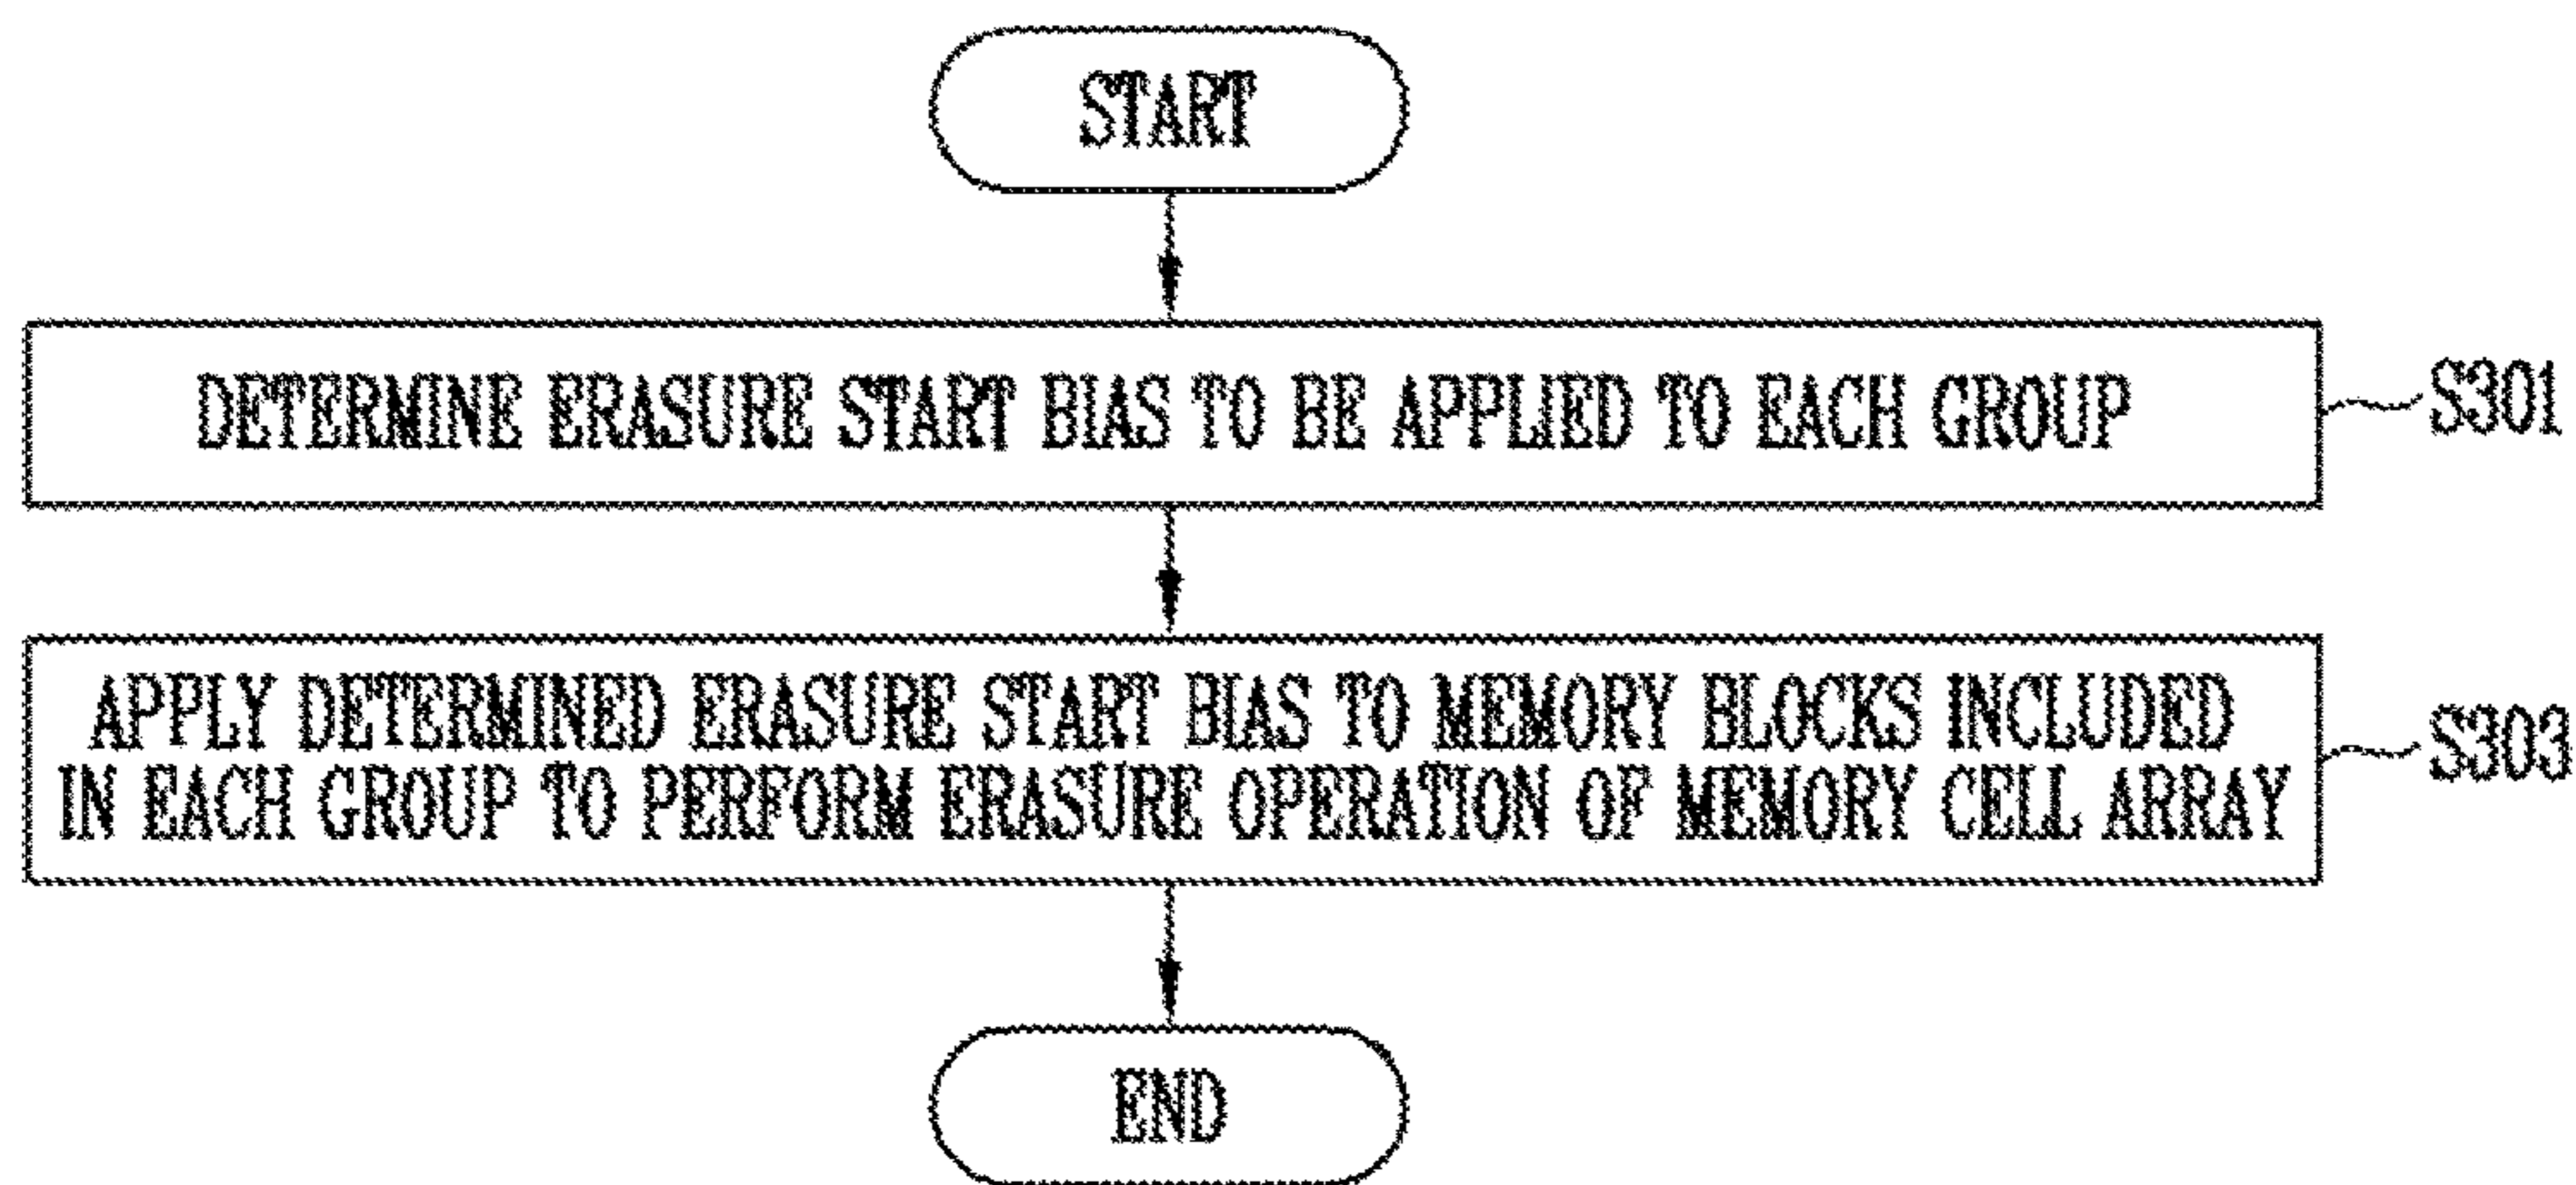 START
DETERMINE ERASURE START BIAS TO BE APPLIED TO EACH GROUP
S301
APPLY DETERMINED ERASURE START BIAS TO MEMORY BLOCKS INCLUDED
IN EACH GROUP TO PERFORM ERASURE OPERATION OF MEMORY CELL ARRAY
S303
END